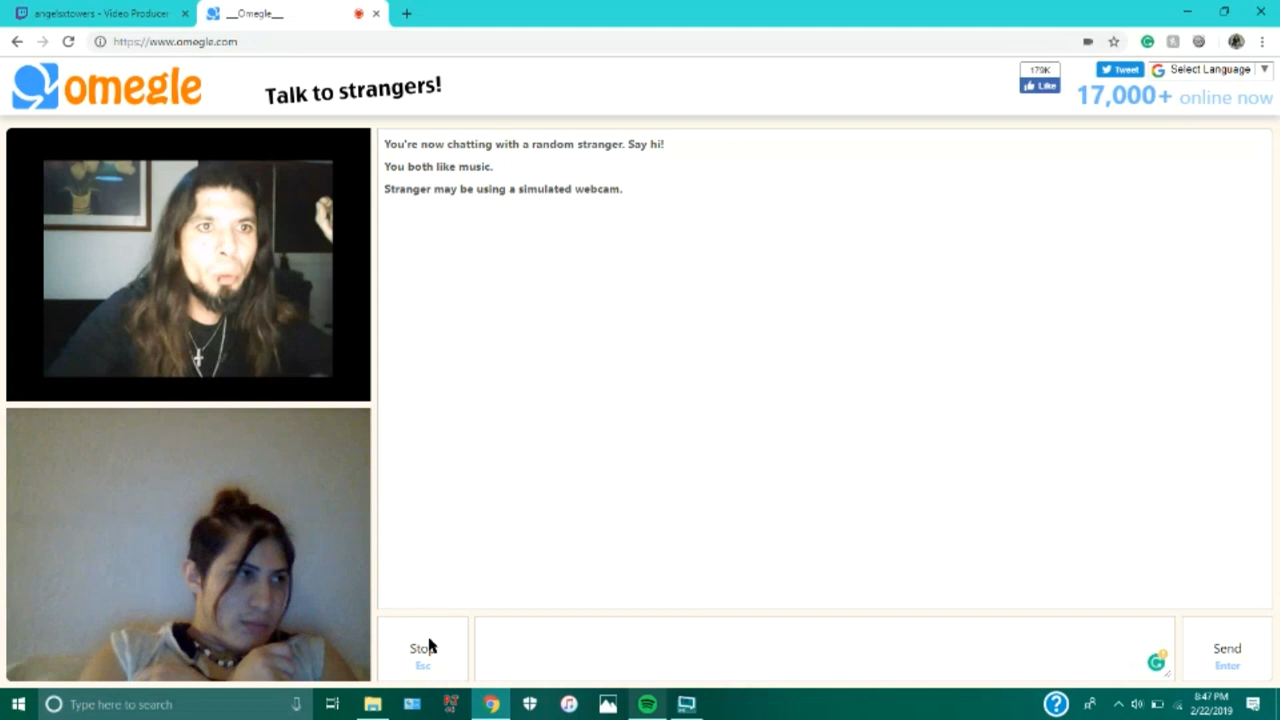 angelsxtowers - Video Producer
__Omegle__
https://www.omegle.com
omegle
Talk to strangers!
179K
Like
Tweet
Select Language
17,000+ online now
You're now chatting with a random stranger. Say hi!
You both like music.
Stranger may be using a simulated webcam.
Stop
Esc
Send
Enter
Type here to search
8:47 PM
2/22/2019